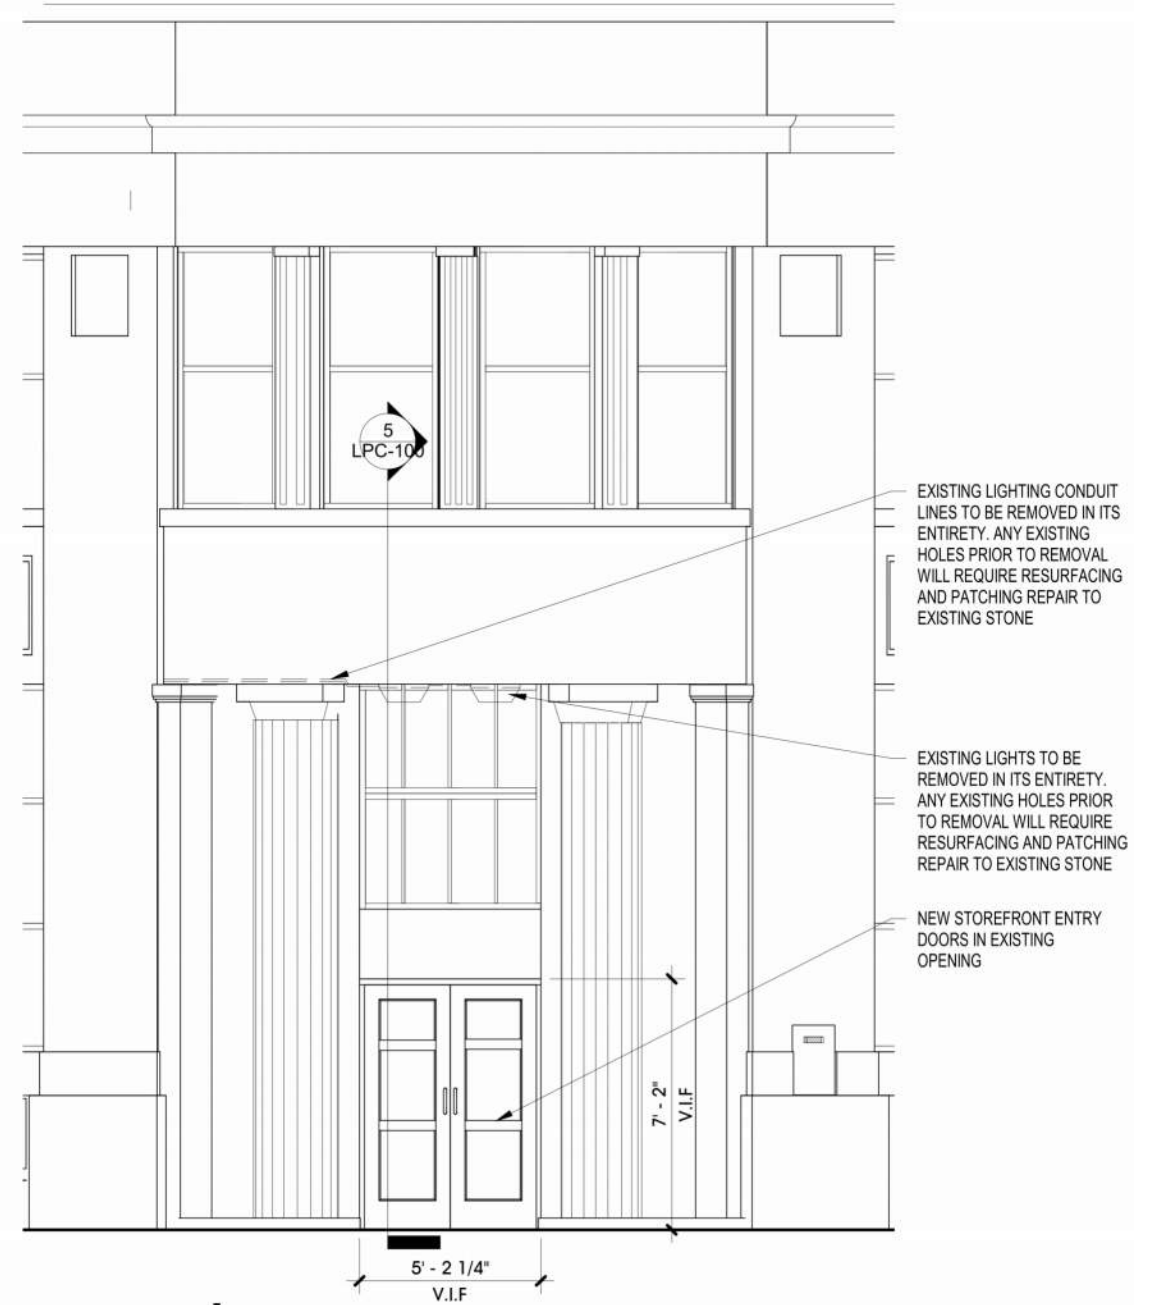 5
LPC-100
EXISTING LIGHTING CONDUIT
LINES TO BE REMOVED IN ITS
ENTIRETY. ANY EXISTING
HOLES PRIOR TO REMOVAL
WILL REQUIRE RESURFACING
AND PATCHING REPAIR TO
EXISTING STONE
EXISTING LIGHTS TO BE
REMOVED IN ITS ENTIRETY.
ANY EXISTING HOLES PRIOR
TO REMOVAL WILL REQUIRE
RESURFACING AND PATCHING
REPAIR TO EXISTING STONE
NEW STOREFRONT ENTRY
DOORS IN EXISTING
OPENING
7' - 2"
V.I.F
5' - 2 1/4"
V.I.F